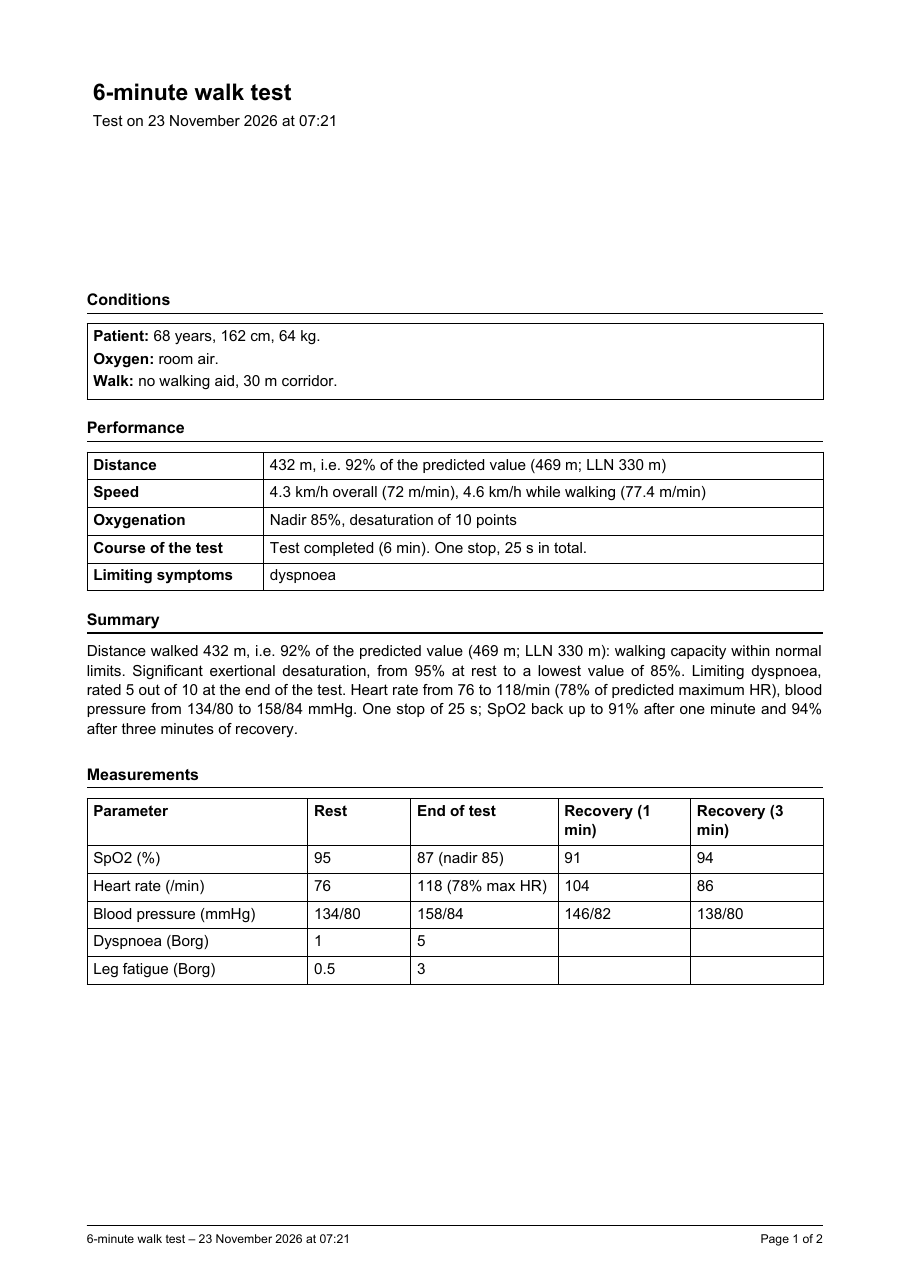 6-minute walk test
Test on 23 November 2026 at 07:21
Conditions
Patient: 68 years, 162 cm, 64 kg.
Oxygen: room air.
Walk: no walking aid, 30 m corridor.
Performance
Distance 432 m, i.e. 92% of the predicted value (469 m; LLN 330 m)
Speed 4.3 km/h overall (72 m/min), 4.6 km/h while walking (77.4 m/min)
Oxygenation Nadir 85%, desaturation of 10 points
Course of the test Test completed (6 min). One stop, 25 s in total.
Limiting symptoms dyspnoea
Summary
Distance walked 432 m, i.e. 92% of the predicted value (469 m; LLN 330 m): walking capacity within normal
limits. Significant exertional desaturation, from 95% at rest to a lowest value of 85%. Limiting dyspnoea,
rated 5 out of 10 at the end of the test. Heart rate from 76 to 118/min (78% of predicted maximum HR), blood
pressure from 134/80 to 158/84 mmHg. One stop of 25 s; SpO2 back up to 91% after one minute and 94%
after three minutes of recovery.
Measurements
Parameter Rest End of test Recovery (1 min) Recovery (3 min)
SpO2 (%) 95 87 (nadir 85) 91 94
Heart rate (/min) 76 118 (78% max HR) 104 86
Blood pressure (mmHg) 134/80 158/84 146/82 138/80
Dyspnoea (Borg) 1 5
Leg fatigue (Borg) 0.5 3
6-minute walk test – 23 November 2026 at 07:21 Page 1 of 2